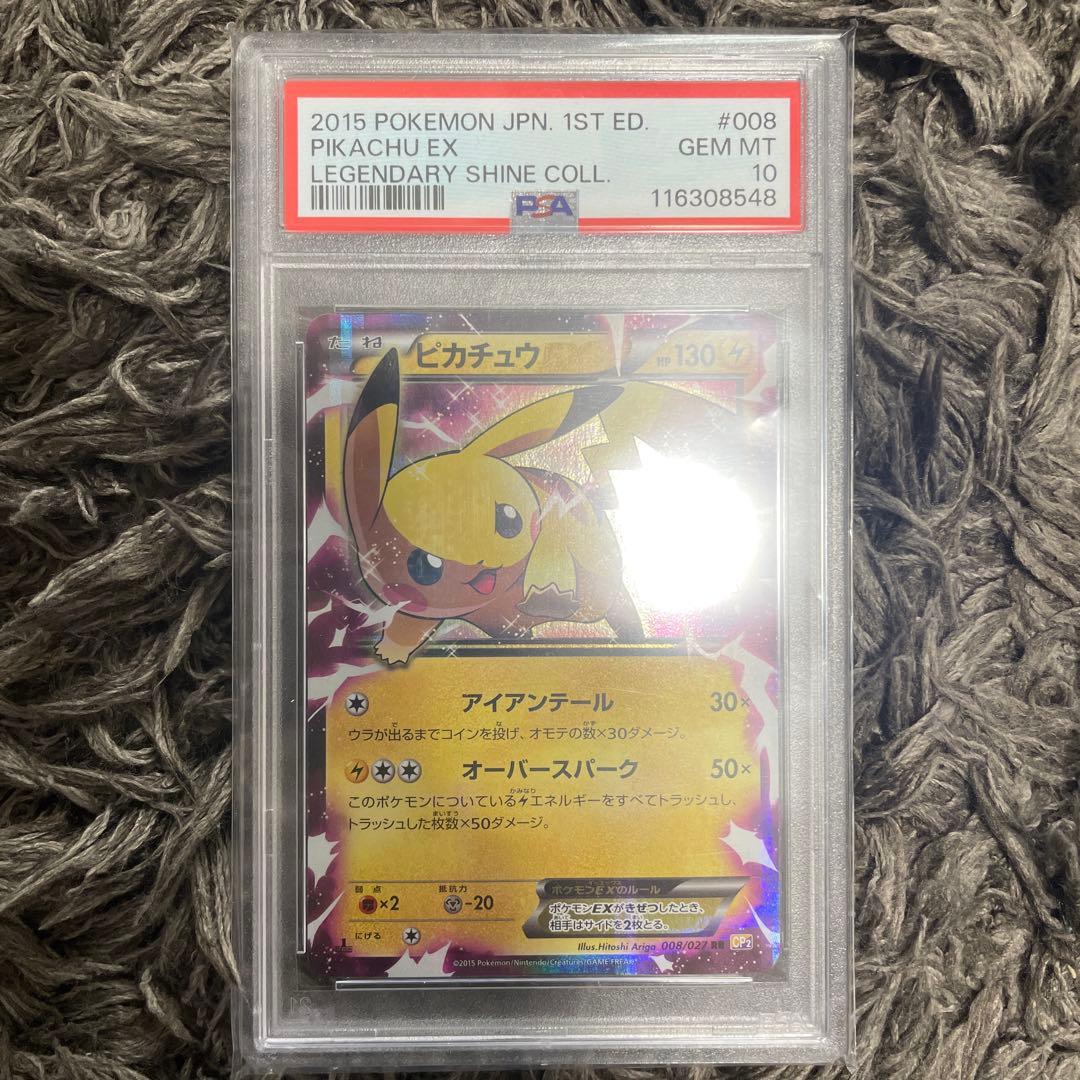 2015 POKEMON JPN. 1ST ED. #008
PIKACHU EX GEM MT
LEGENDARY SHINE COLL. 10
PSA 116308548
たね ピカチュウ HP130
アイアンテール 30×
ウラが出るまでコインを投げ、オモテの数×30ダメージ。
オーバースパーク 50×
このポケモンについているエネルギーをすべてトラッシュし、
トラッシュした枚数×50ダメージ。
弱点 抵抗力
×2 -20
ポケモンEXのルール
ポケモンEXがきぜつしたとき、
相手はサイドを2枚とる。
にげる
Illus.Hitoshi Ariga 008/027 RR CP2
©2015 Pokémon/Nintendo/Creatures/GAME FREAK